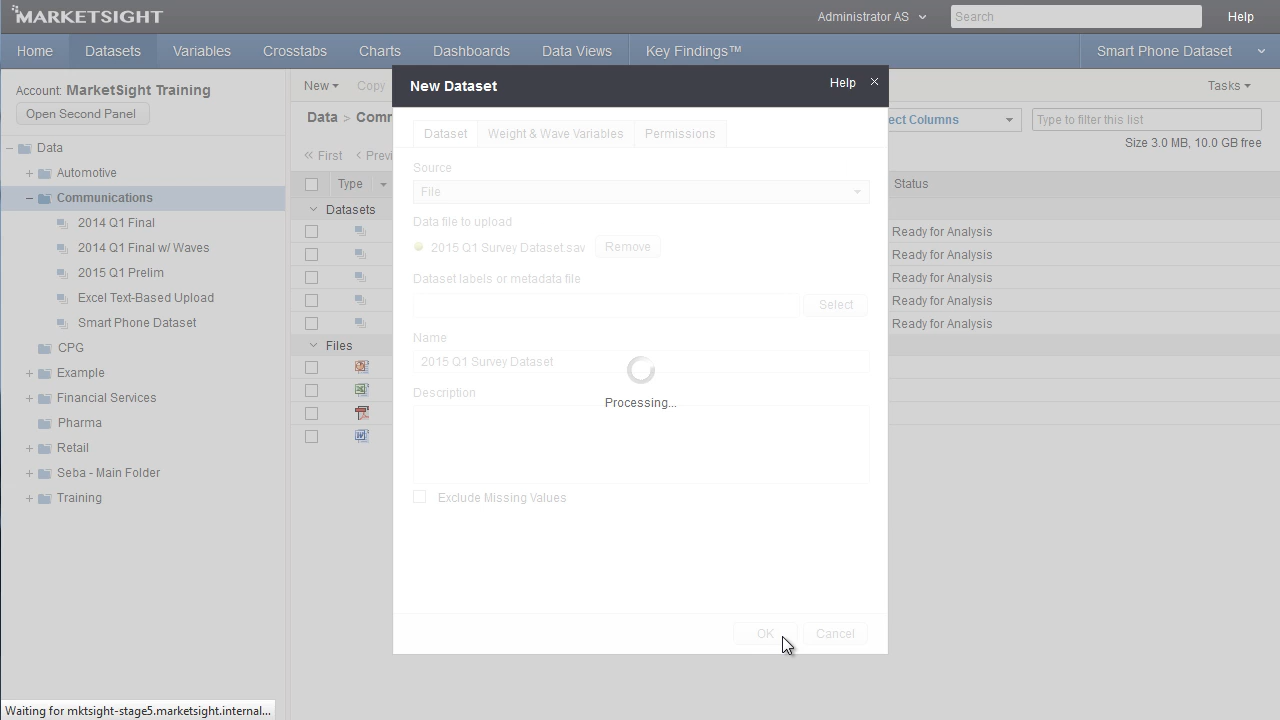 MARKETSIGHT
Administrator AS
Search
Help
Home
Datasets
Variables
Crosstabs
Charts
Dashboards
Data Views
Key Findings™
Smart Phone Dataset
Account: MarketSight Training
Open Second Panel
Data
Automotive
Communications
2014 Q1 Final
2014 Q1 Final w/ Waves
2015 Q1 Prelim
Excel Text-Based Upload
Smart Phone Dataset
CPG
Example
Financial Services
Pharma
Retail
Seba - Main Folder
Training
New
Copy
Tasks
Data > Comm
ect Columns
Type to filter this list
Size 3.0 MB, 10.0 GB free
« First
‹ Previ
Type
Status
Datasets
Ready for Analysis
Ready for Analysis
Ready for Analysis
Ready for Analysis
Ready for Analysis
Files
New Dataset
Help
Dataset
Weight & Wave Variables
Permissions
Source
File
Data file to upload
2015 Q1 Survey Dataset.sav
Remove
Dataset labels or metadata file
Select
Name
2015 Q1 Survey Dataset
Description
Processing...
Exclude Missing Values
OK
Cancel
Waiting for mktsight-stage5.marketsight.internal...